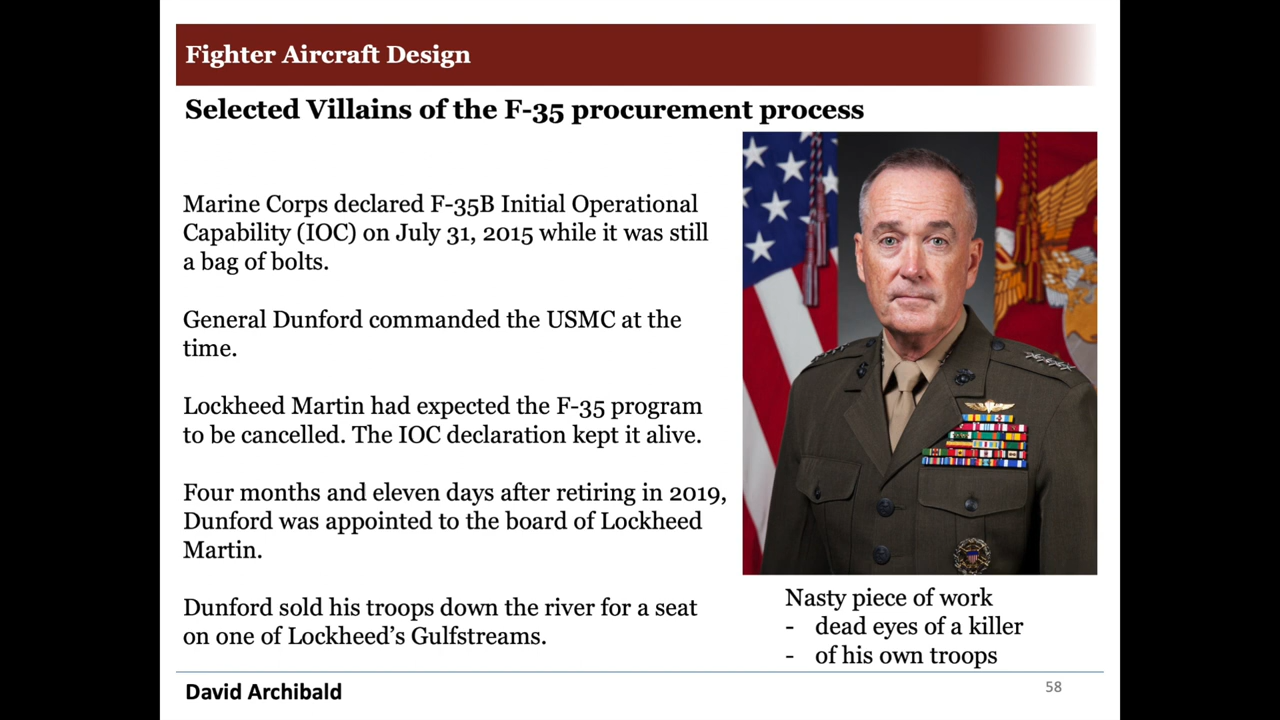 Fighter Aircraft Design
Selected Villains of the F-35 procurement process
Marine Corps declared F-35B Initial Operational
Capability (IOC) on July 31, 2015 while it was still
a bag of bolts.
General Dunford commanded the USMC at the
time.
Lockheed Martin had expected the F-35 program
to be cancelled. The IOC declaration kept it alive.
Four months and eleven days after retiring in 2019,
Dunford was appointed to the board of Lockheed
Martin.
Dunford sold his troops down the river for a seat
on one of Lockheed’s Gulfstreams.
Nasty piece of work
- dead eyes of a killer
- of his own troops
David Archibald
58